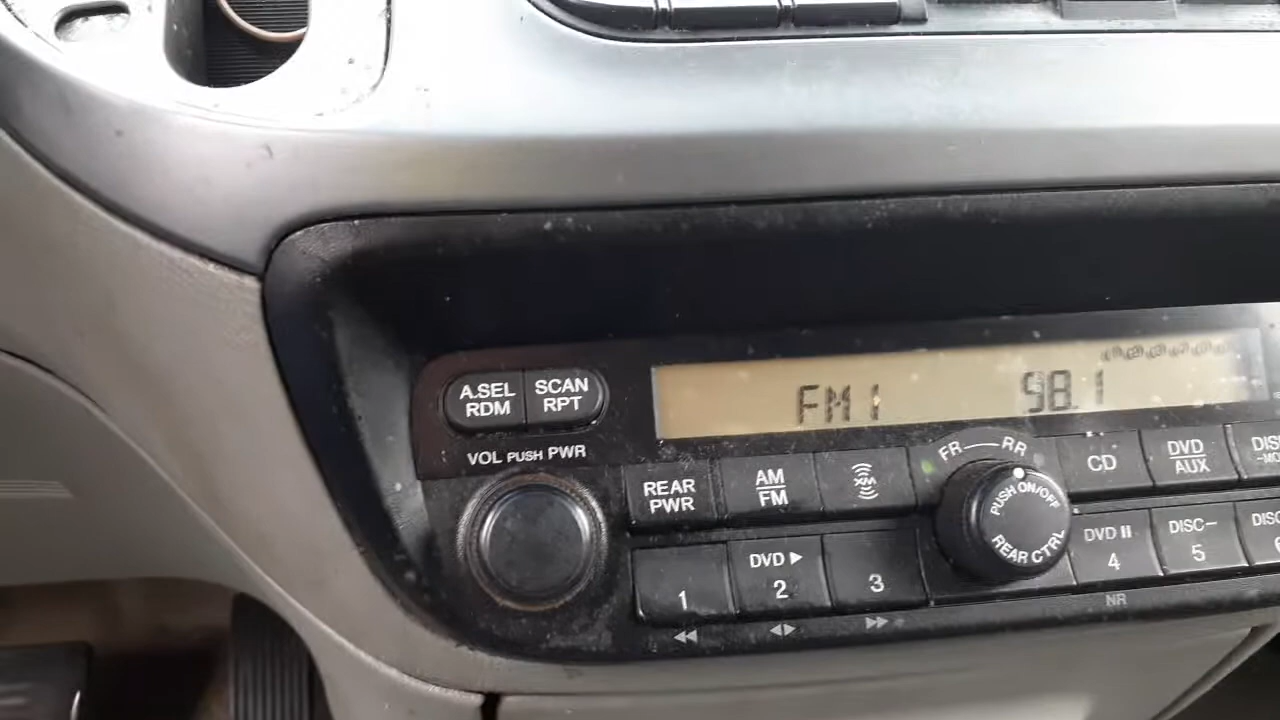 FM1 98.1
A.SEL
RDM
SCAN
RPT
VOL PUSH PWR
REAR
PWR
AM
FM
XM
FR RR
PUSH ON/OFF
REAR CTRL
CD
DVD
AUX
1
DVD ▶
2
3
DVD II
4
DISC-
5
NR